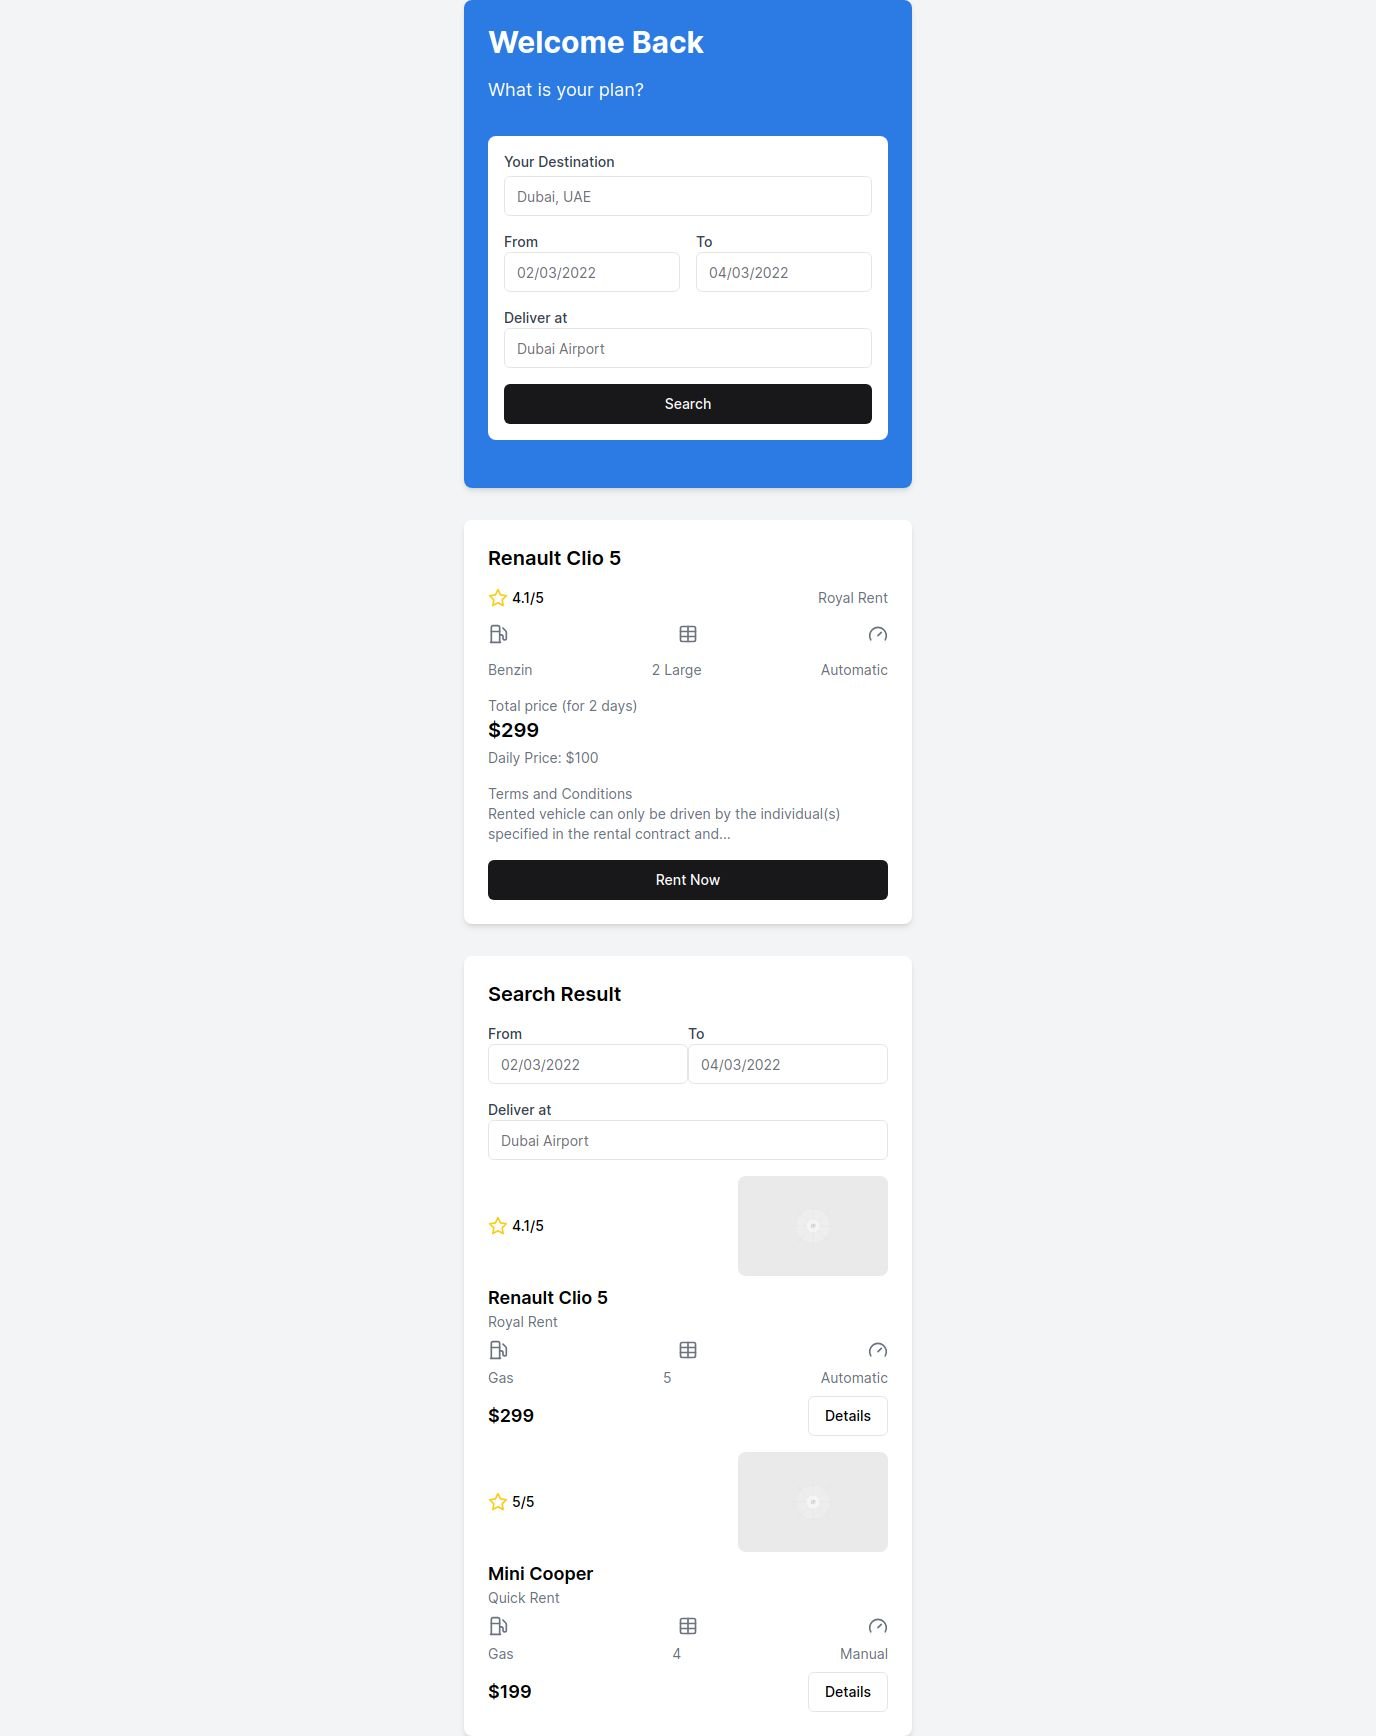 Welcome Back
What is your plan?
Your Destination
Dubai, UAE
From
To
02/03/2022
04/03/2022
Deliver at
Dubai Airport
Search
Renault Clio 5
4.1/5
Royal Rent
Benzin
2 Large
Automatic
Total price (for 2 days)
$299
Daily Price: $100
Terms and Conditions
Rented vehicle can only be driven by the individual(s)
specified in the rental contract and...
Rent Now
Search Result
From
To
02/03/2022
04/03/2022
Deliver at
Dubai Airport
4.1/5
Renault Clio 5
Royal Rent
Gas
5
Automatic
$299
Details
5/5
Mini Cooper
Quick Rent
Gas
4
Manual
$199
Details